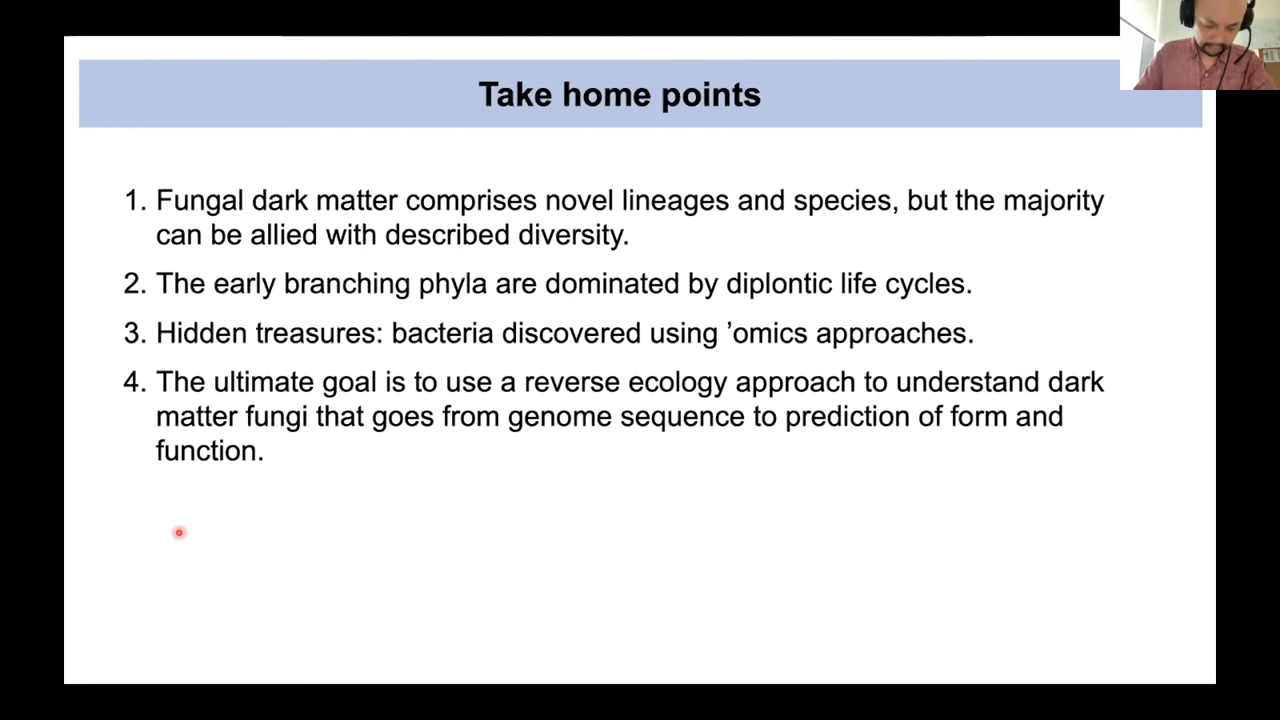 Take home points
1. Fungal dark matter comprises novel lineages and species, but the majority
can be allied with described diversity.
2. The early branching phyla are dominated by diplontic life cycles.
3. Hidden treasures: bacteria discovered using ’omics approaches.
4. The ultimate goal is to use a reverse ecology approach to understand dark
matter fungi that goes from genome sequence to prediction of form and
function.